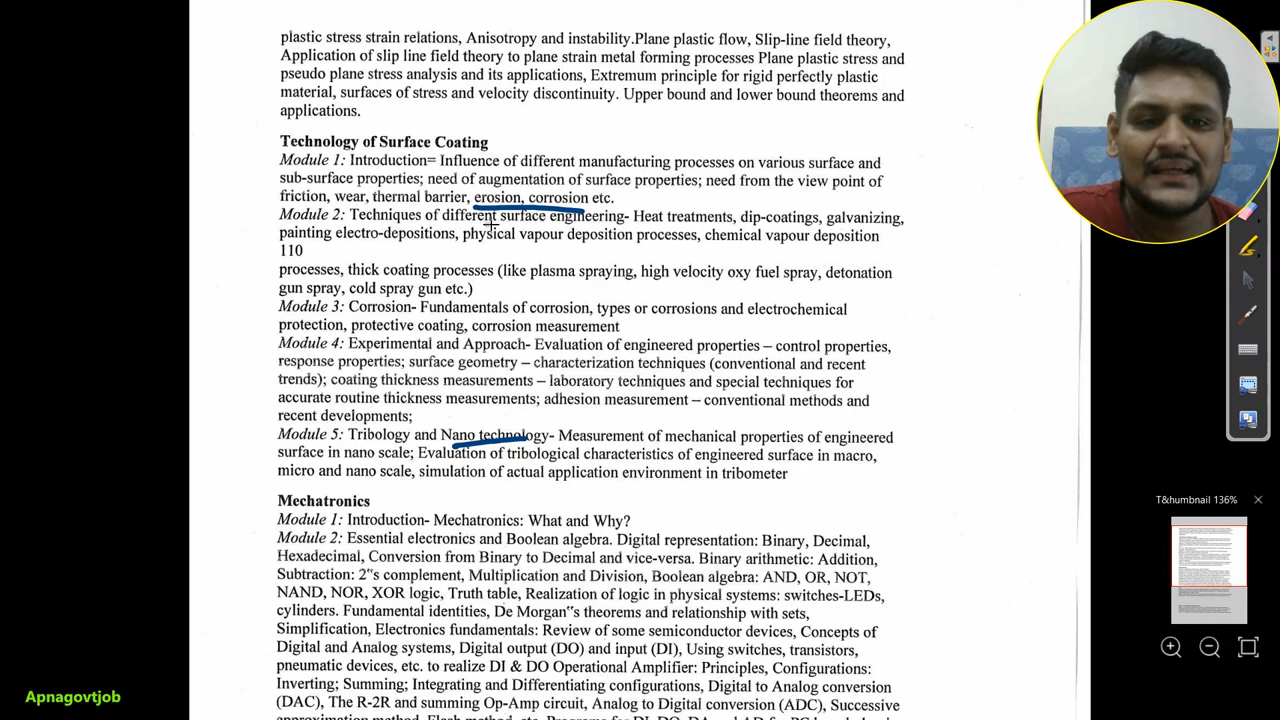 plastic stress strain relations, Anisotropy and instability.Plane plastic flow, Slip-line field theory,
Application of slip line field theory to plane strain metal forming processes Plane plastic stress and
pseudo plane stress analysis and its applications, Extremum principle for rigid perfectly plastic
material, surfaces of stress and velocity discontinuity. Upper bound and lower bound theorems and
applications.
Technology of Surface Coating
Module 1: Introduction= Influence of different manufacturing processes on various surface and
sub-surface properties; need of augmentation of surface properties; need from the view point of
friction, wear, thermal barrier, erosion, corrosion etc.
Module 2: Techniques of different surface engineering- Heat treatments, dip-coatings, galvanizing,
painting electro-depositions, physical vapour deposition processes, chemical vapour deposition
110
processes, thick coating processes (like plasma spraying, high velocity oxy fuel spray, detonation
gun spray, cold spray gun etc.)
Module 3: Corrosion- Fundamentals of corrosion, types or corrosions and electrochemical
protection, protective coating, corrosion measurement
Module 4: Experimental and Approach- Evaluation of engineered properties – control properties,
response properties; surface geometry – characterization techniques (conventional and recent
trends); coating thickness measurements – laboratory techniques and special techniques for
accurate routine thickness measurements; adhesion measurement – conventional methods and
recent developments;
Module 5: Tribology and Nano technology- Measurement of mechanical properties of engineered
surface in nano scale; Evaluation of tribological characteristics of engineered surface in macro,
micro and nano scale, simulation of actual application environment in tribometer
Mechatronics
Module 1: Introduction- Mechatronics: What and Why?
Module 2: Essential electronics and Boolean algebra. Digital representation: Binary, Decimal,
Hexadecimal, Conversion from Binary to Decimal and vice versa. Binary arithmetic: Addition,
Subtraction: 2"s complement, Multiplication and Division, Boolean algebra: AND, OR, NOT,
NAND, NOR, XOR logic, Truth table, Realization of logic in physical systems: switches-LEDs,
cylinders. Fundamental identities, De Morgan"s theorems and relationship with sets,
Simplification, Electronics fundamentals: Review of some semiconductor devices, Concepts of
Digital and Analog systems, Digital output (DO) and input (DI), Using switches, transistors,
pneumatic devices, etc. to realize DI & DO Operational Amplifier: Principles, Configurations:
Inverting; Summing; Integrating and Differentiating configurations, Digital to Analog conversion
(DAC), The R-2R and summing Op-Amp circuit, Analog to Digital conversion (ADC), Successive
T&humbnail 136%
Apnagovtjob